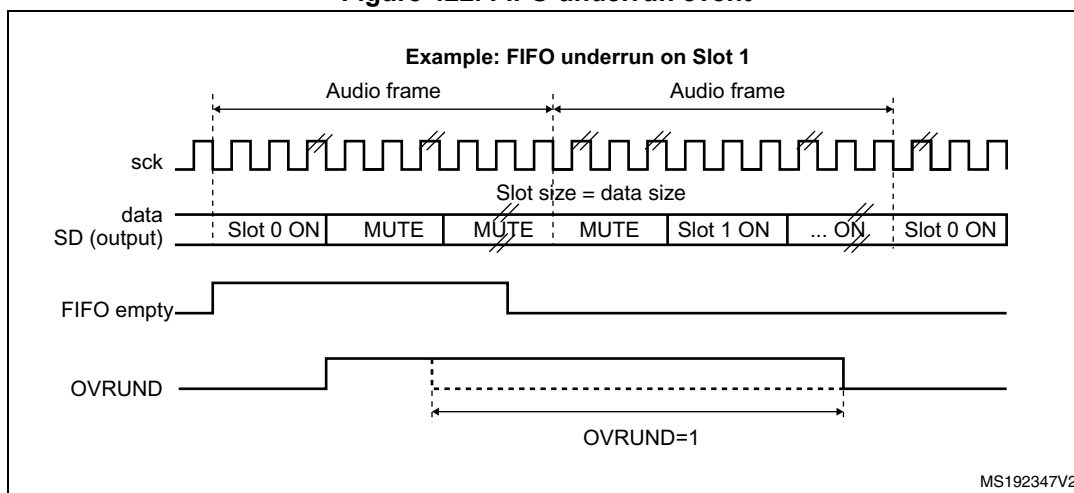 Example: FIFO underrun on Slot 1
Audio frame Audio frame
sck
Slot size = data size
data
SD (output) Slot 0 ON MUTE MUTE MUTE Slot 1 ON ... ON Slot 0 ON
FIFO empty
OVRUND
OVRUND=1
MS192347V2